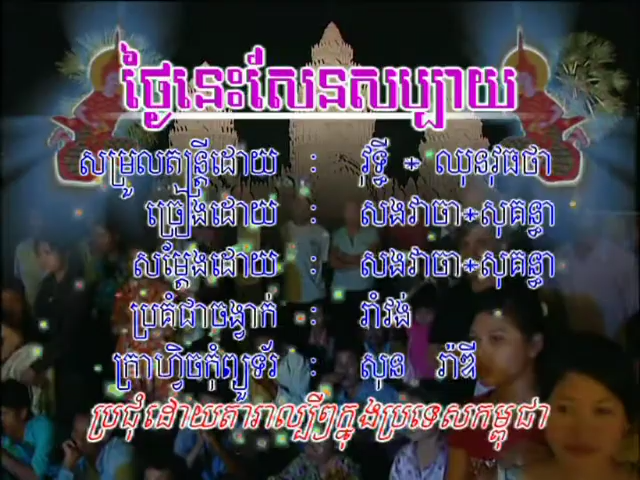 ថ្ងៃនេះសែនសប្បាយ
សម្រួលតន្ត្រីដោយ : វុទ្ធី + ឈុនវុធថា
ច្រៀងដោយ : សងវាចា+សុគន្ធា
សម្ដែងដោយ : សងវាចា+សុគន្ធា
ប្រគំជាចង្វាក់ : រាំវង់
ក្រាហ្វិចកុំព្យូទ័រ : សុន រ៉ាឌី
ប្រជុំដោយតារាល្បីៗក្នុងប្រទេសកម្ពុជា